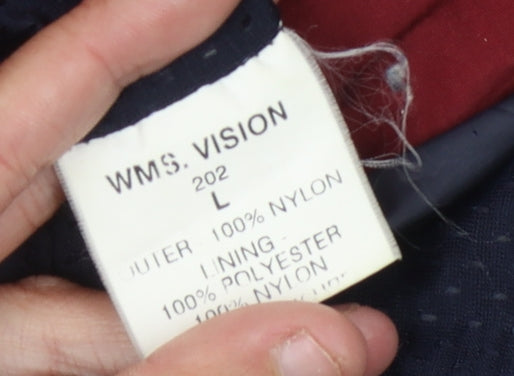 WMS. VISION
202
L
OUTER - 100% NYLON
LINING -
100% POLYESTER
100% NYLON